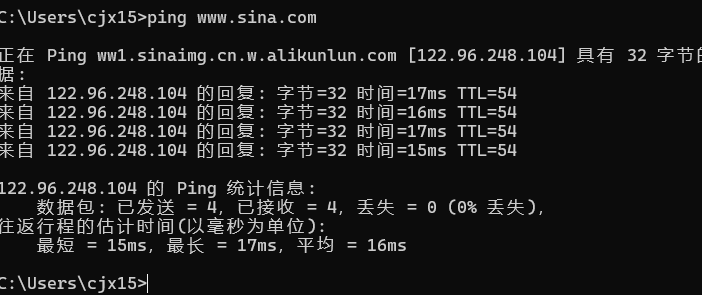 C:\Users\cjx15>ping www.sina.com
正在 Ping ww1.sinaimg.cn.w.alikunlun.com [122.96.248.104] 具有 32 字节的
据:
来自 122.96.248.104 的回复: 字节=32 时间=17ms TTL=54
来自 122.96.248.104 的回复: 字节=32 时间=16ms TTL=54
来自 122.96.248.104 的回复: 字节=32 时间=17ms TTL=54
来自 122.96.248.104 的回复: 字节=32 时间=15ms TTL=54
122.96.248.104 的 Ping 统计信息:
数据包: 已发送 = 4，已接收 = 4，丢失 = 0 (0% 丢失)，
往返行程的估计时间(以毫秒为单位):
最短 = 15ms，最长 = 17ms，平均 = 16ms
C:\Users\cjx15>